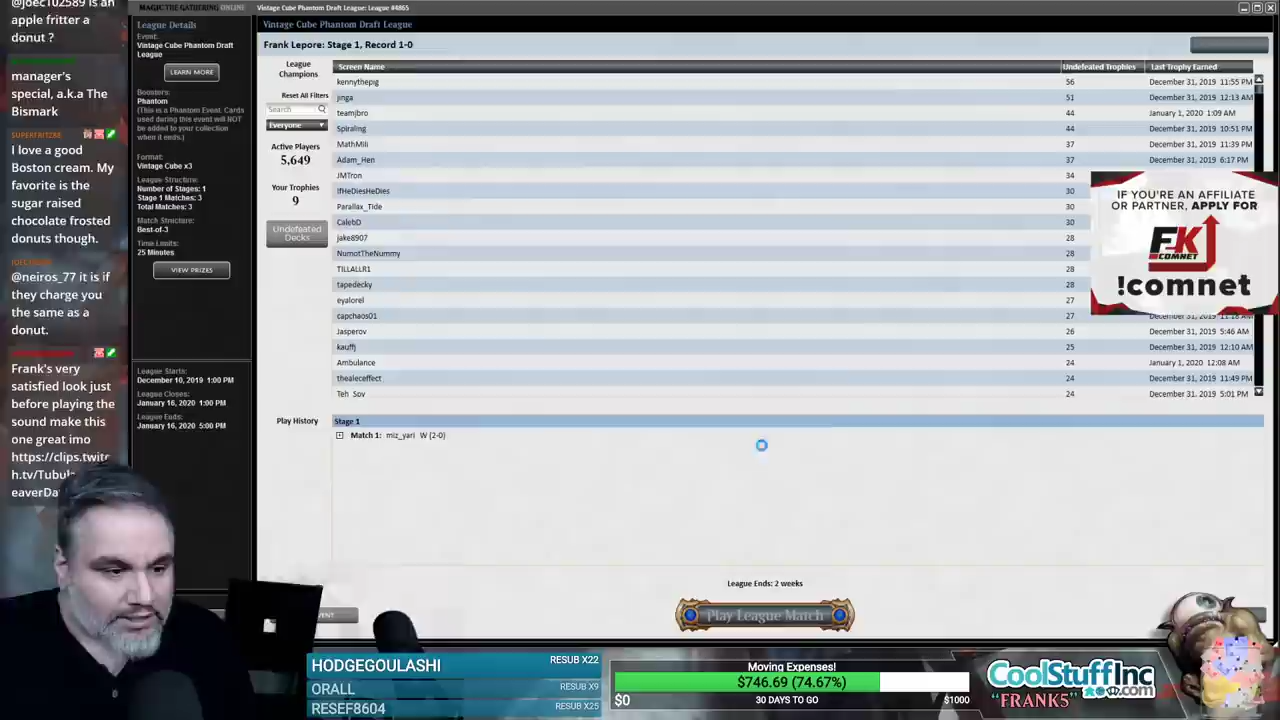 @joec102589 is an
appetizer a
donut ?
manager's
special, a.k.a The
Bismark
SUPERFRITZ8E
I love a good
Boston cream. My
favorite is the
sugar raised
chocolate frosted
donuts though.
@neiros_77 it is if
they charge you
the same as a
donut.
Frank's very
satisfied look just
before playing the
combo makes
one great imo
https://clips.twitc
h.tv/Tubula
eaverDa
MAGIC THE GATHERING ONLINE
Vintage Cube Phantom Draft League: League #4865
League Details
Event:
Vintage Cube Phantom Draft
League
LEARN MORE
Boosters:
Phantom
(This is a Phantom Event. Cards
used during this event will NOT
be added to your collection
when it ends.)
Format:
Vintage Cube x3
League Structure:
Number of Stages: 1
Stage 1 Matches: 3
Total Matches: 3
Match Structure:
Best-of-3
Time Limits:
25 Minutes
VIEW PRIZES
League Starts:
December 10, 2019 1:00 PM
League Closes:
January 16, 2020 1:00 PM
League Ends:
January 16, 2020 5:00 PM
Vintage Cube Phantom Draft League
Frank Lepore: Stage 1, Record 1-0
League
Champions
Reset All Filters
Search
Everyone
Active Players
5,649
Your Trophies
9
Undefeated
Decks
Screen Name Undefeated Trophies Last Trophy Earned
kennythepig 56 December 31, 2019 11:55 PM
jinga 51 December 31, 2019 12:13 AM
teamjbro 44 January 1, 2020 1:09 AM
Spiraling 44 December 31, 2019 10:51 PM
MathMili 37 December 31, 2019 11:39 PM
Adam_Hen 37 December 31, 2019 6:17 PM
JMTron 34
IfHeDiesHeDies 30
Parallax_Tide 30
CalebD 30
jake8907 28
NumotTheNummy 28
TILLALLR1 28
tapedecky 28
eyalorel 27
capchaos01 27 December 31, 2019 11:18 AM
Jasperov 26 December 31, 2019 5:46 AM
kauffj 25 December 31, 2019 12:10 AM
Ambulance 24 January 1, 2020 12:08 AM
thealeceffect 24 December 31, 2019 11:49 PM
Teh_Sov 24 December 31, 2019 5:01 PM
IF YOU'RE AN AFFILIATE
OR PARTNER, APPLY FOR
F2K
COMNET
!comnet
Play History
Stage 1
Match 1: miz_yari W (2-0)
League Ends: 2 weeks
Play League Match
VENT
HODGEGOULASHI RESUB X22
ORALL RESUB X9
RESEF8604 RESUB X25
Moving Expenses!
$746.69 (74.67%)
$0 30 DAYS TO GO $1000
CoolStuffInc
.com
"FRANK5"